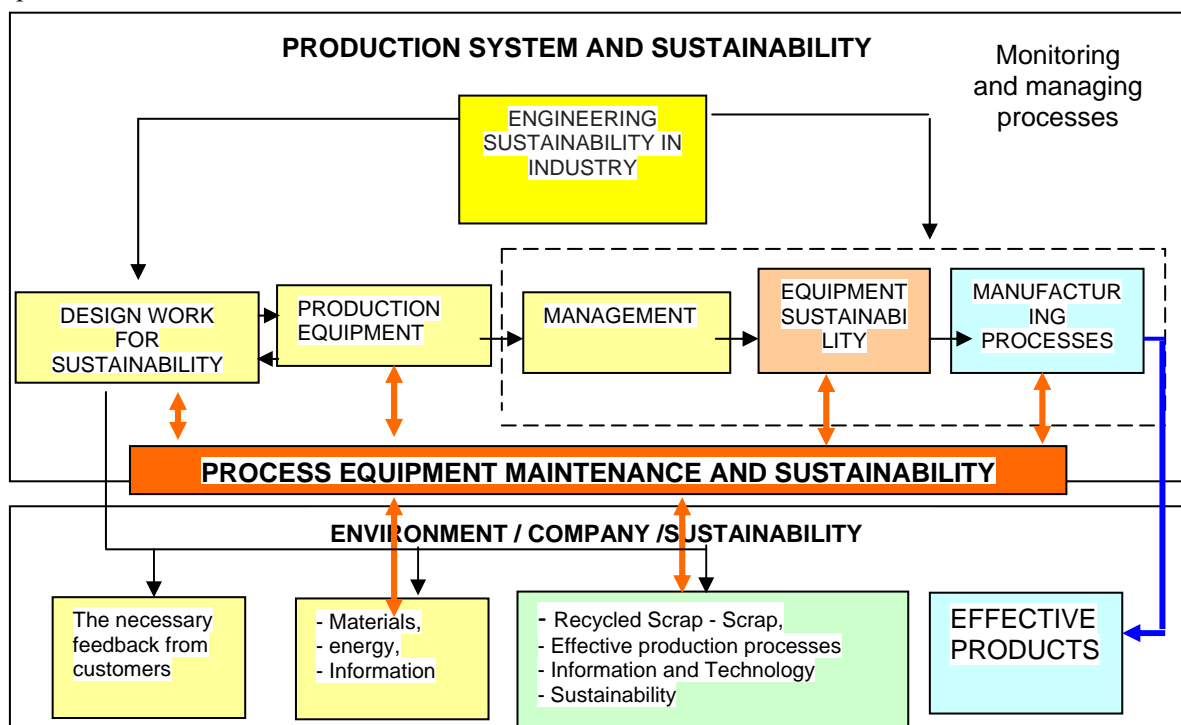 PRODUCTION SYSTEM AND SUSTAINABILITY
Monitoring
and managing
processes
ENGINEERING
SUSTAINABILITY IN
INDUSTRY
DESIGN WORK
FOR
SUSTAINABILITY
PRODUCTION
EQUIPMENT
MANAGEMENT
EQUIPMENT
SUSTAINABI
LITY
MANUFACTUR
ING
PROCESSES
PROCESS EQUIPMENT MAINTENANCE AND SUSTAINABILITY
ENVIRONMENT / COMPANY /SUSTAINABILITY
The necessary
feedback from
customers
- Materials,
- energy,
- Information
- Recycled Scrap - Scrap,
- Effective production processes
- Information and Technology
- Sustainability
EFFECTIVE
PRODUCTS